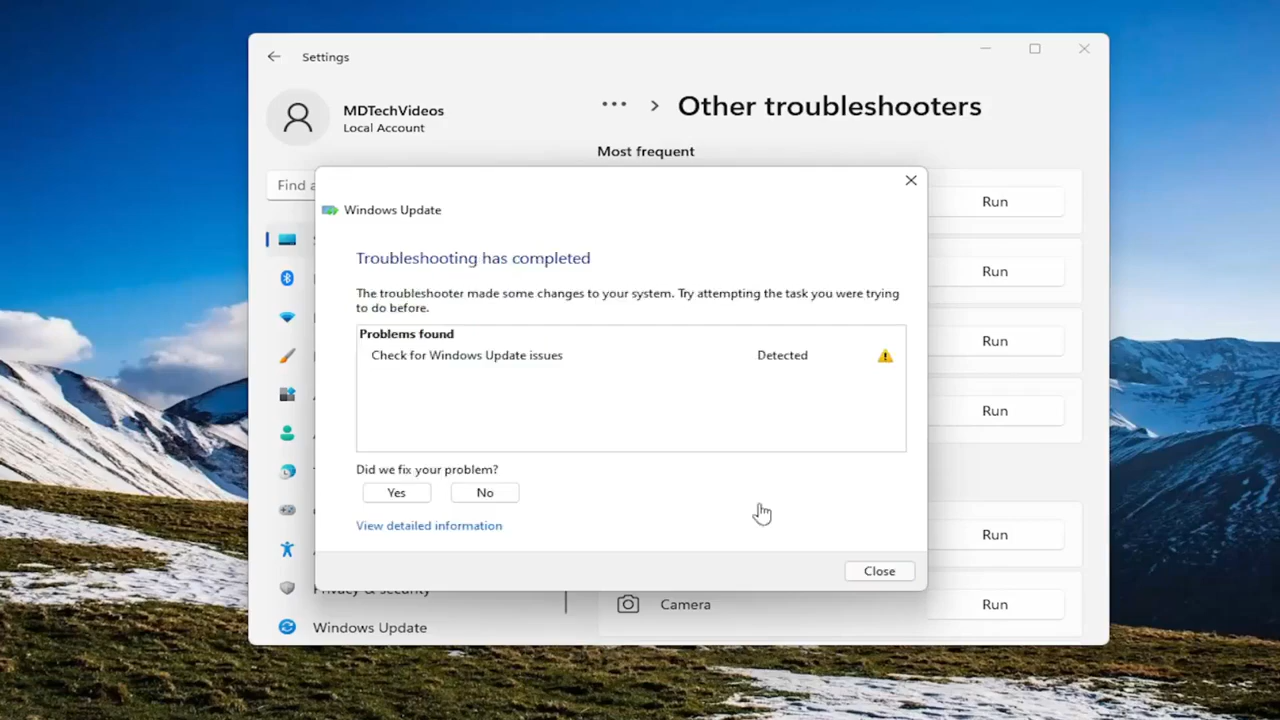 Settings
MDTechVideos
Local Account
Other troubleshooters
Most frequent
Find a
Run
Windows Update
Troubleshooting has completed
The troubleshooter made some changes to your system. Try attempting the task you were trying
to do before.
Run
Problems found
Check for Windows Update issues Detected
Run
Run
Did we fix your problem?
Yes No
View detailed information
Run
Close
Privacy & security
Camera Run
Windows Update